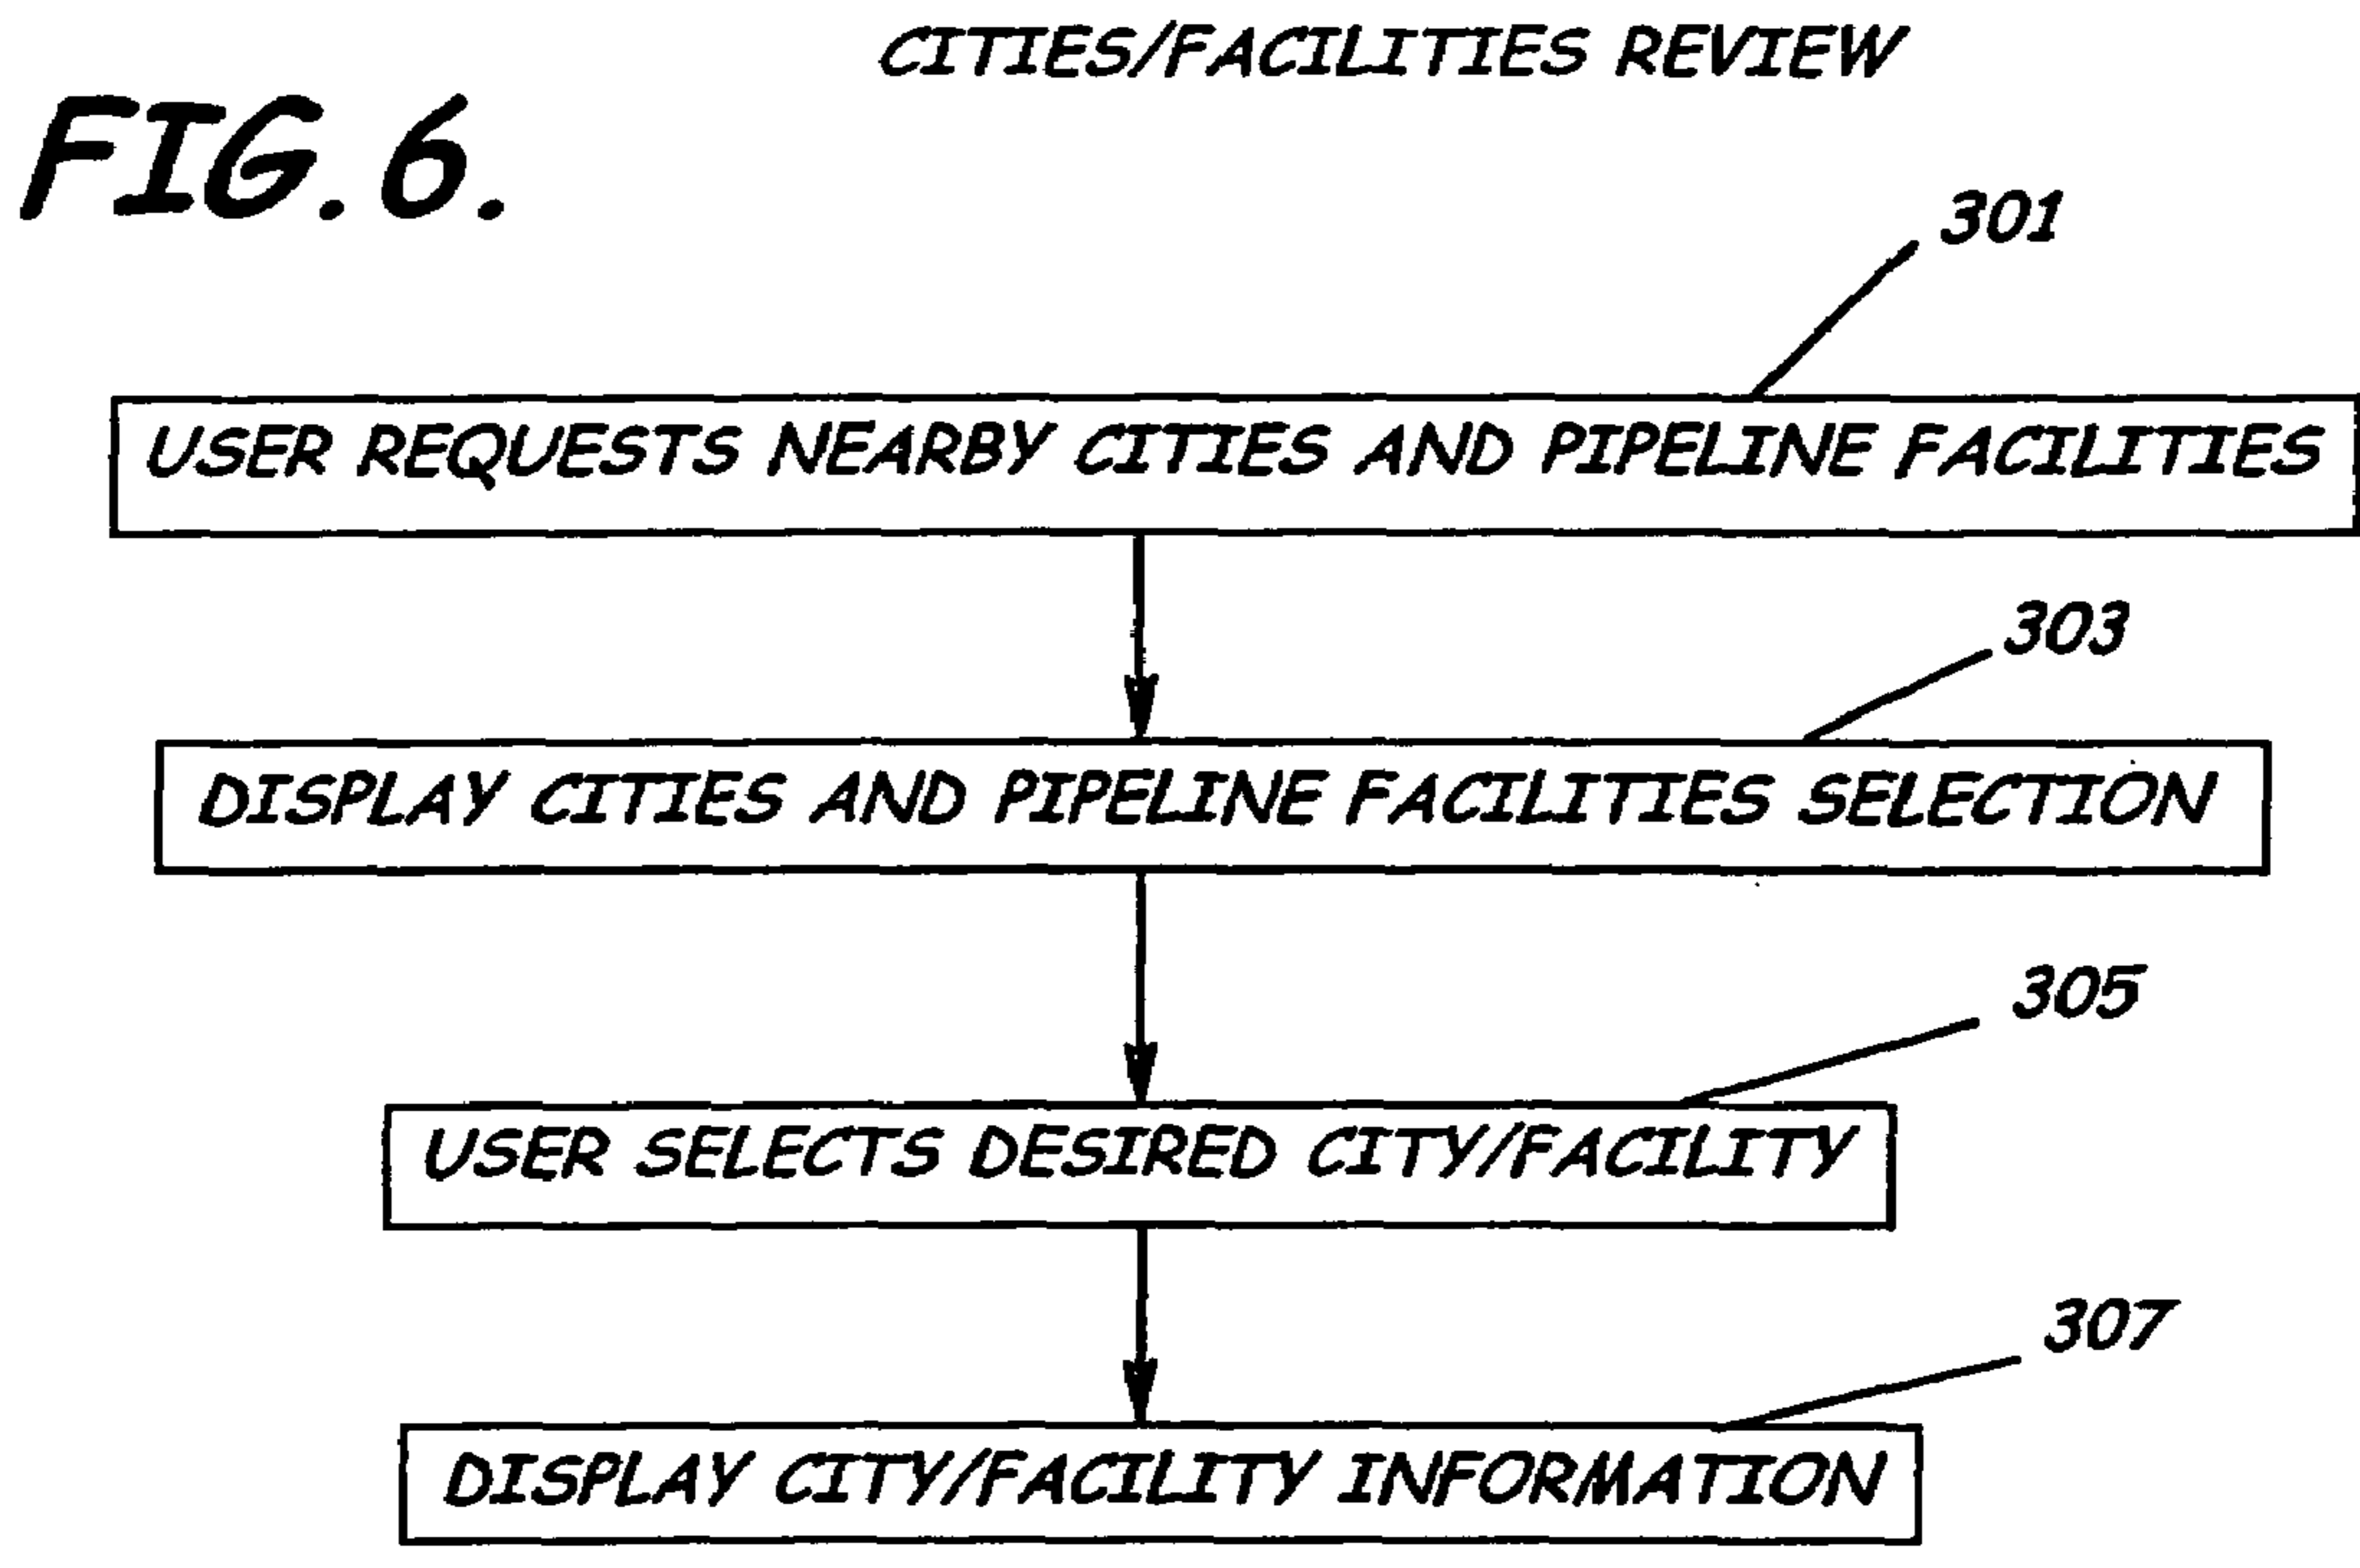 CITIES/FACILITIES REVIEW
FIG. 6.
301
USER REQUESTS NEARBY CITIES AND PIPELINE FACILITIES
303
DISPLAY CITIES AND PIPELINE FACILITIES SELECTION
305
USER SELECTS DESIRED CITY/FACILITY
307
DISPLAY CITY/FACILITY INFORMATION